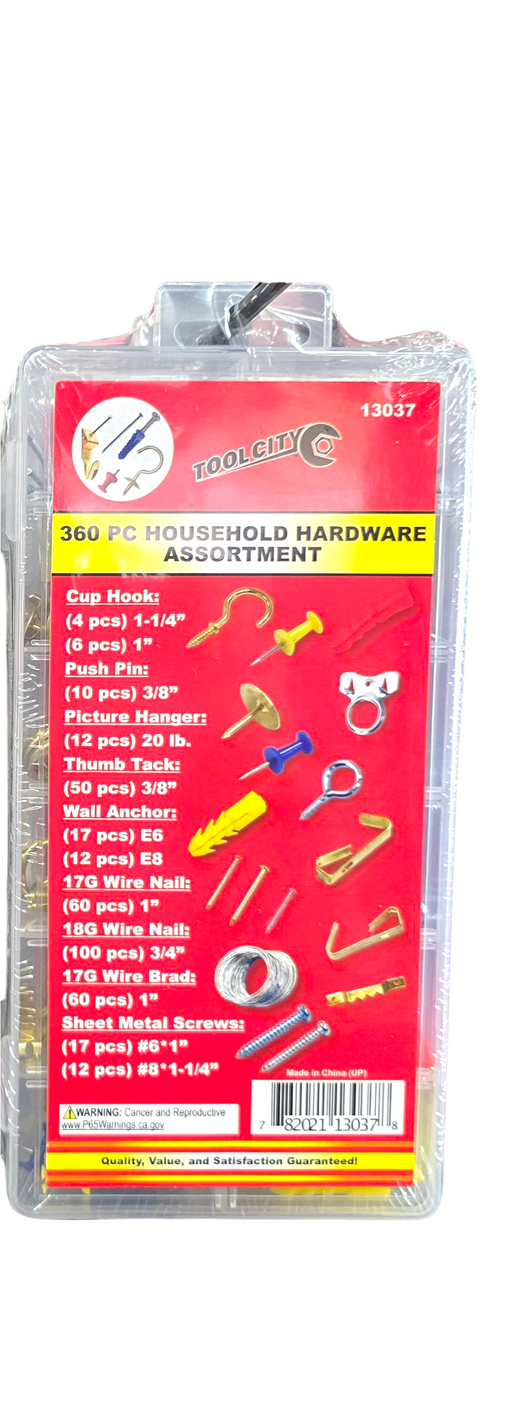 13037
TOOLCITY
360 PC HOUSEHOLD HARDWARE
ASSORTMENT
Cup Hook:
(4 pcs) 1-1/4”
(6 pcs) 1”
Push Pin:
(10 pcs) 3/8”
Picture Hanger:
(12 pcs) 20 lb.
Thumb Tack:
(50 pcs) 3/8”
Wall Anchor:
(17 pcs) E6
(12 pcs) E8
17G Wire Nail:
(60 pcs) 1”
18G Wire Nail:
(100 pcs) 3/4”
17G Wire Brad:
(60 pcs) 1”
Sheet Metal Screws:
(17 pcs) #6*1”
(12 pcs) #8*1-1/4”
Made in China (UP)
WARNING: Cancer and Reproductive
www.P65Warnings.ca.gov
7 82021 13037 8
Quality, Value, and Satisfaction Guaranteed!